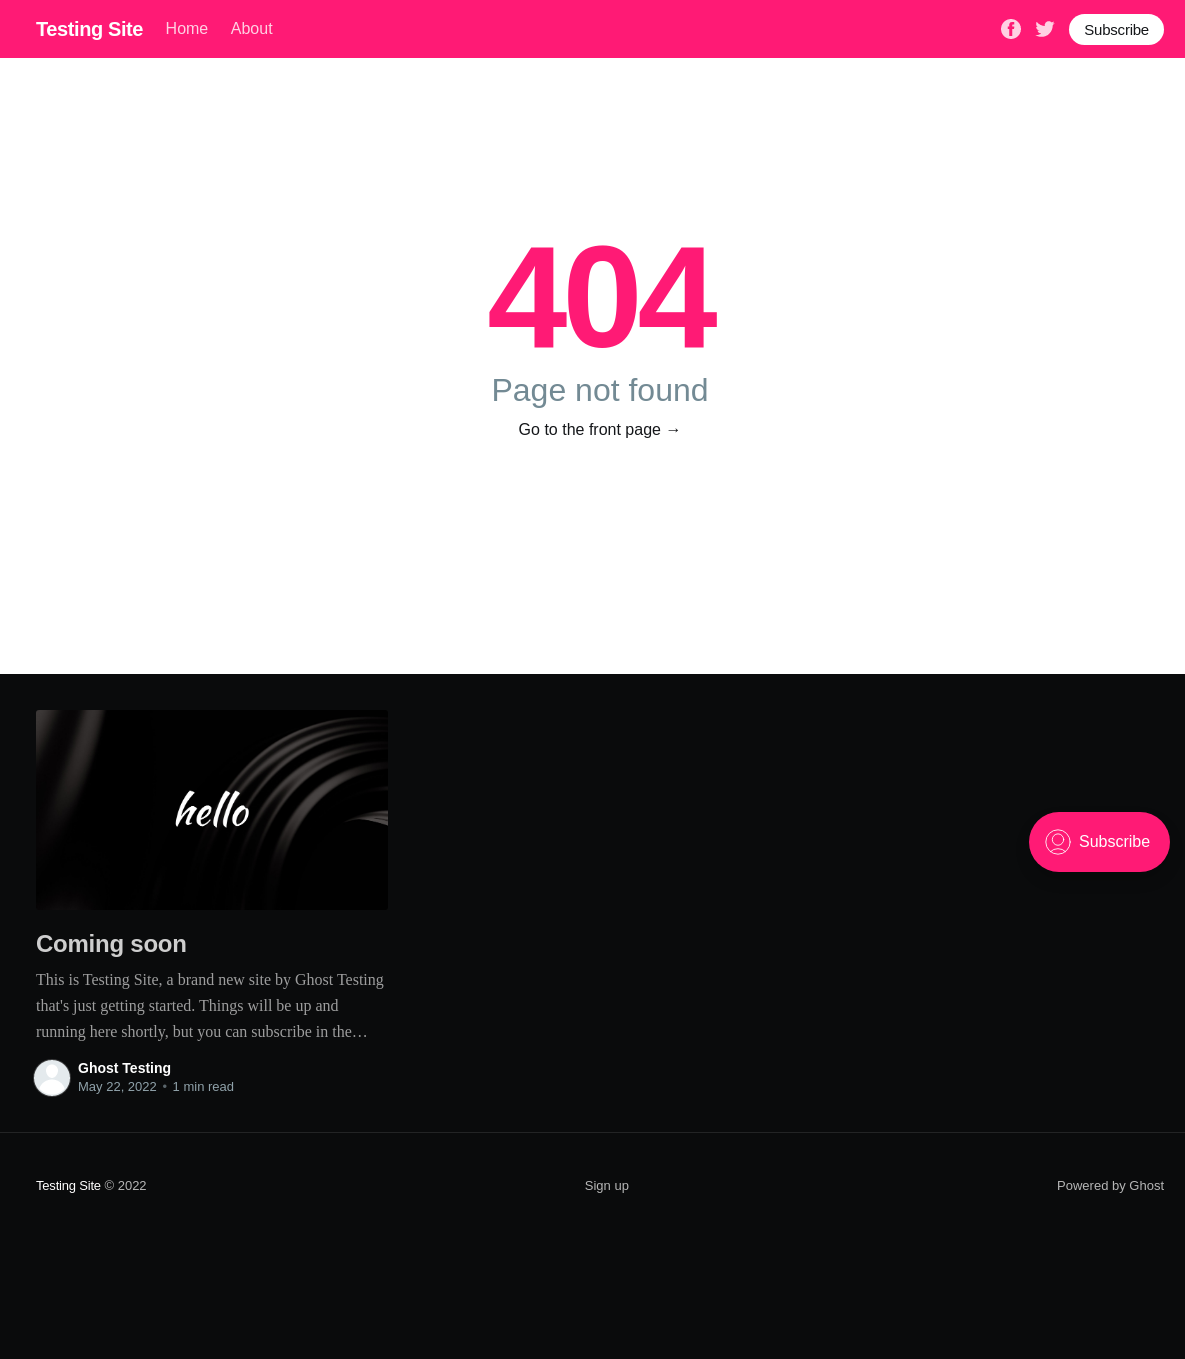 Testing Site Home About Subscribe
404
Page not found
Go to the front page →
hello
Subscribe
Coming soon
This is Testing Site, a brand new site by Ghost Testing
that's just getting started. Things will be up and
running here shortly, but you can subscribe in the…
Ghost Testing
May 22, 2022 • 1 min read
Testing Site © 2022 Sign up Powered by Ghost